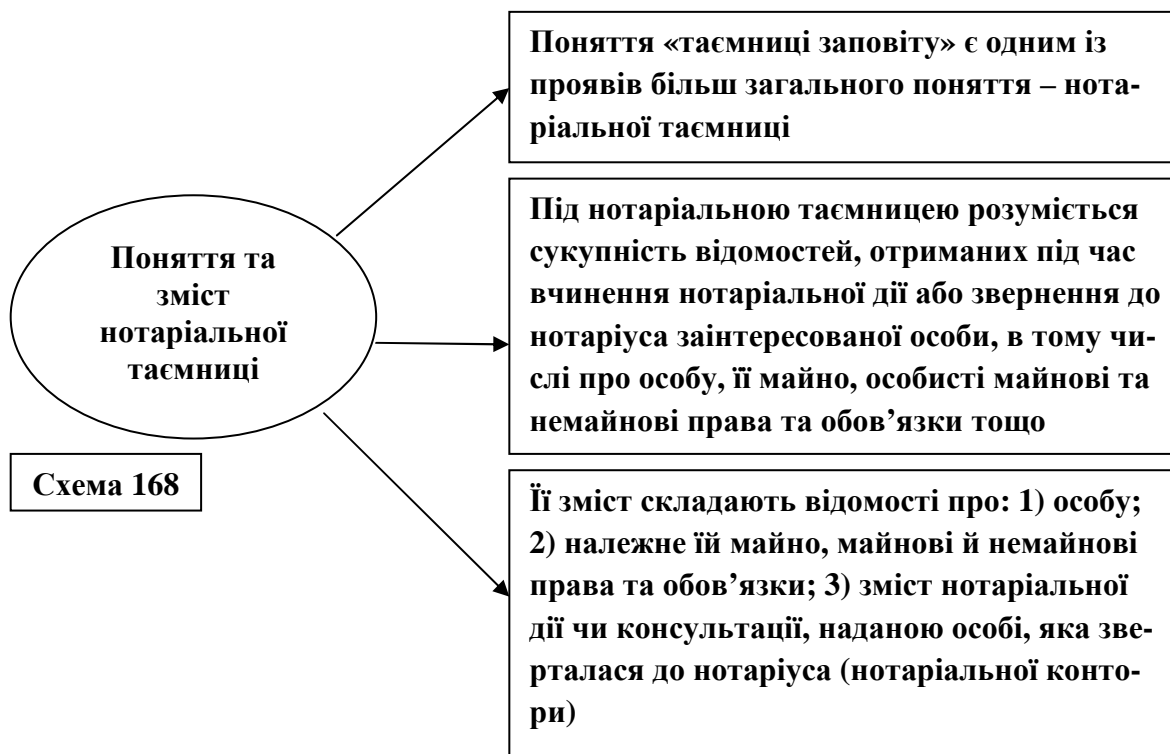 Поняття «таємниці заповіту» є одним із
проявів більш загального поняття – нота-
ріальної таємниці
Поняття та
зміст
нотаріальної
таємниці
Під нотаріальною таємницею розуміється
сукупність відомостей, отриманих під час
вчинення нотаріальної дії або звернення до
нотаріуса заінтересованої особи, в тому чи-
слі про особу, її майно, особисті майнові та
немайнові права та обов’язки тощо
Схема 168
Її зміст складають відомості про: 1) особу;
2) належне їй майно, майнові й немайнові
права та обов’язки; 3) зміст нотаріальної
дії чи консультації, наданою особі, яка зве-
рталася до нотаріуса (нотаріальної конто-
ри)